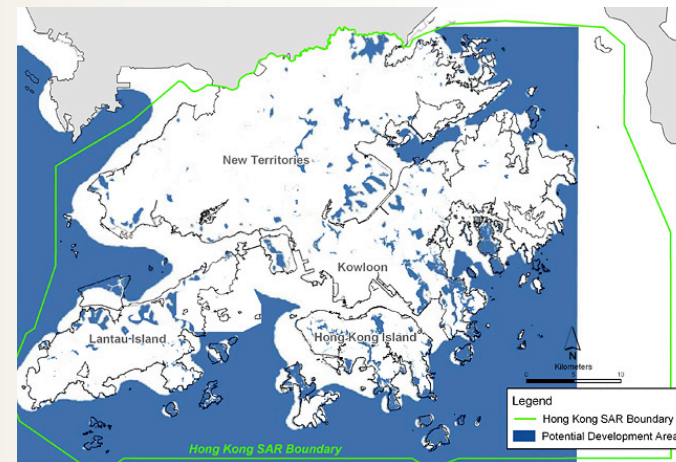 New Territories
Kowloon
Lantau Island
Hong Kong Island
N
Kilometers
0 5 10
Legend
Hong Kong SAR Boundary
Potential Development Area
Hong Kong SAR Boundary